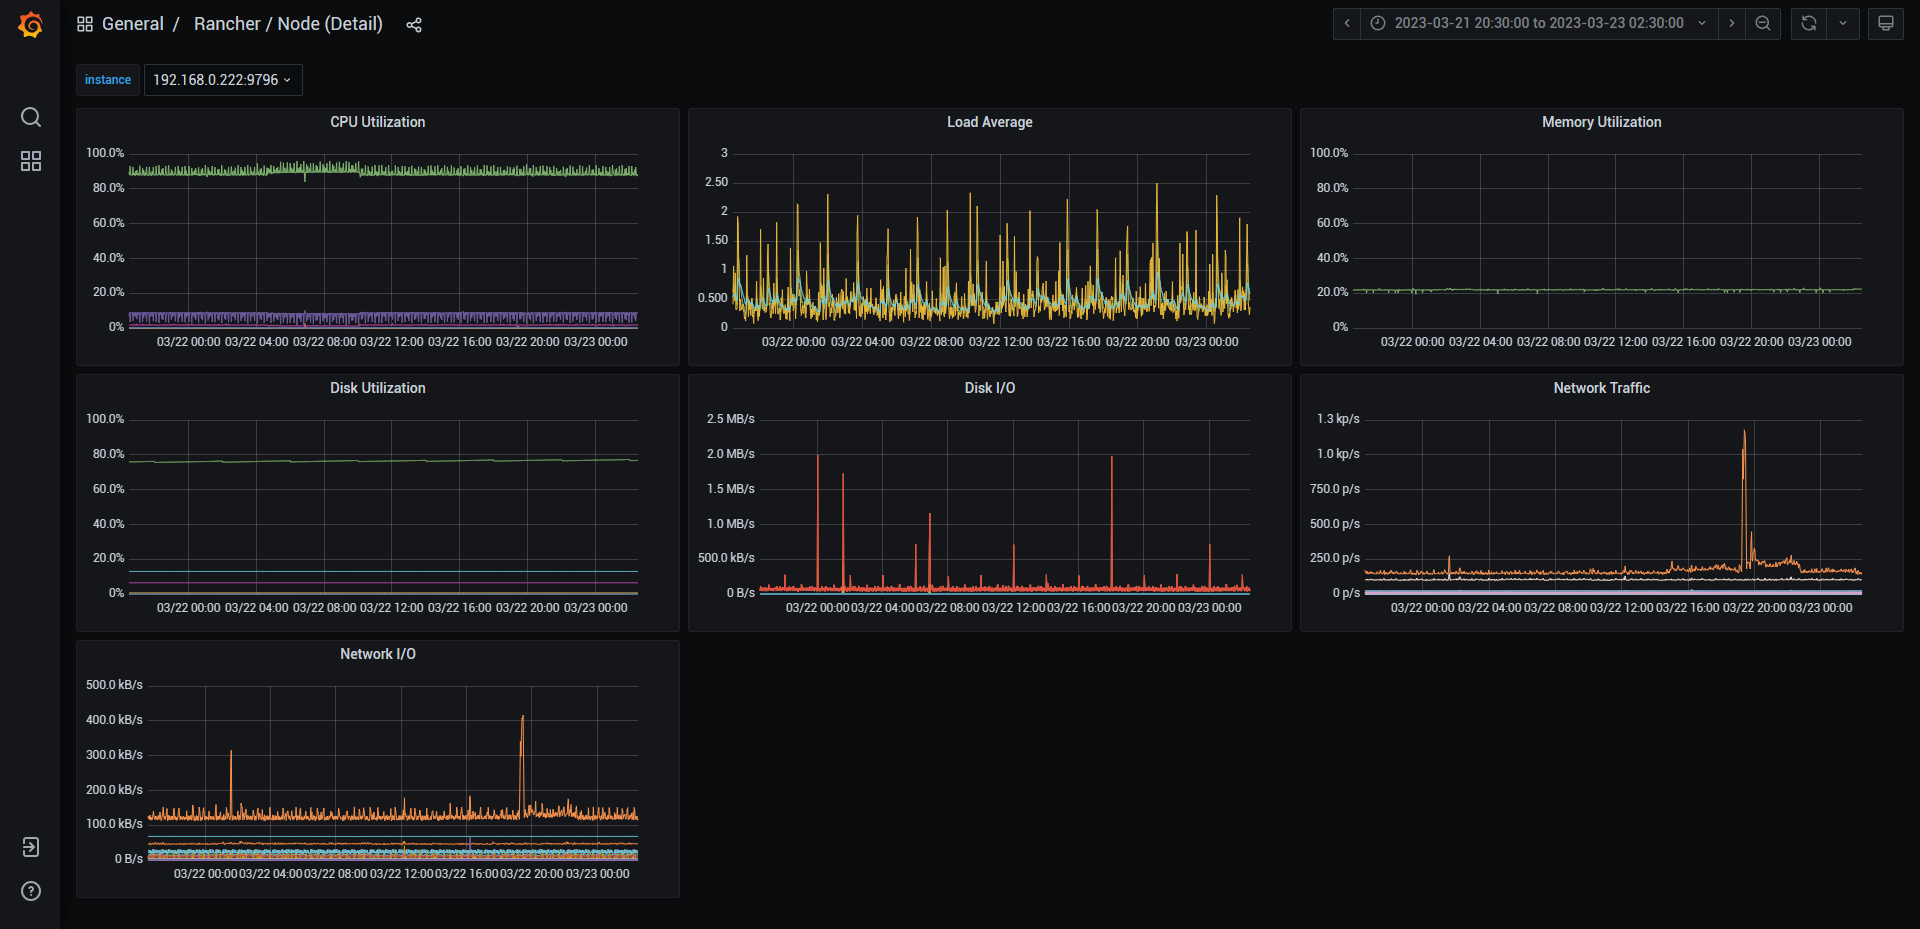 General / Rancher / Node (Detail)
2023-03-21 20:30:00 to 2023-03-23 02:30:00
instance 192.168.0.222:9796
CPU Utilization
100.0%
80.0%
60.0%
40.0%
20.0%
0%
03/22 00:00 03/22 04:00 03/22 08:00 03/22 12:00 03/22 16:00 03/22 20:00 03/23 00:00
Load Average
3
2.50
2
1.50
1
0.500
0
03/22 00:00 03/22 04:00 03/22 08:00 03/22 12:00 03/22 16:00 03/22 20:00 03/23 00:00
Memory Utilization
100.0%
80.0%
60.0%
40.0%
20.0%
0%
03/22 00:00 03/22 04:00 03/22 08:00 03/22 12:00 03/22 16:00 03/22 20:00 03/23 00:00
Disk Utilization
100.0%
80.0%
60.0%
40.0%
20.0%
0%
03/22 00:00 03/22 04:00 03/22 08:00 03/22 12:00 03/22 16:00 03/22 20:00 03/23 00:00
Disk I/O
2.5 MB/s
2.0 MB/s
1.5 MB/s
1.0 MB/s
500.0 kB/s
0 B/s
03/22 00:00 03/22 04:00 03/22 08:00 03/22 12:00 03/22 16:00 03/22 20:00 03/23 00:00
Network Traffic
1.3 kp/s
1.0 kp/s
750.0 p/s
500.0 p/s
250.0 p/s
0 p/s
03/22 00:00 03/22 04:00 03/22 08:00 03/22 12:00 03/22 16:00 03/22 20:00 03/23 00:00
Network I/O
500.0 kB/s
400.0 kB/s
300.0 kB/s
200.0 kB/s
100.0 kB/s
0 B/s
03/22 00:00 03/22 04:00 03/22 08:00 03/22 12:00 03/22 16:00 03/22 20:00 03/23 00:00